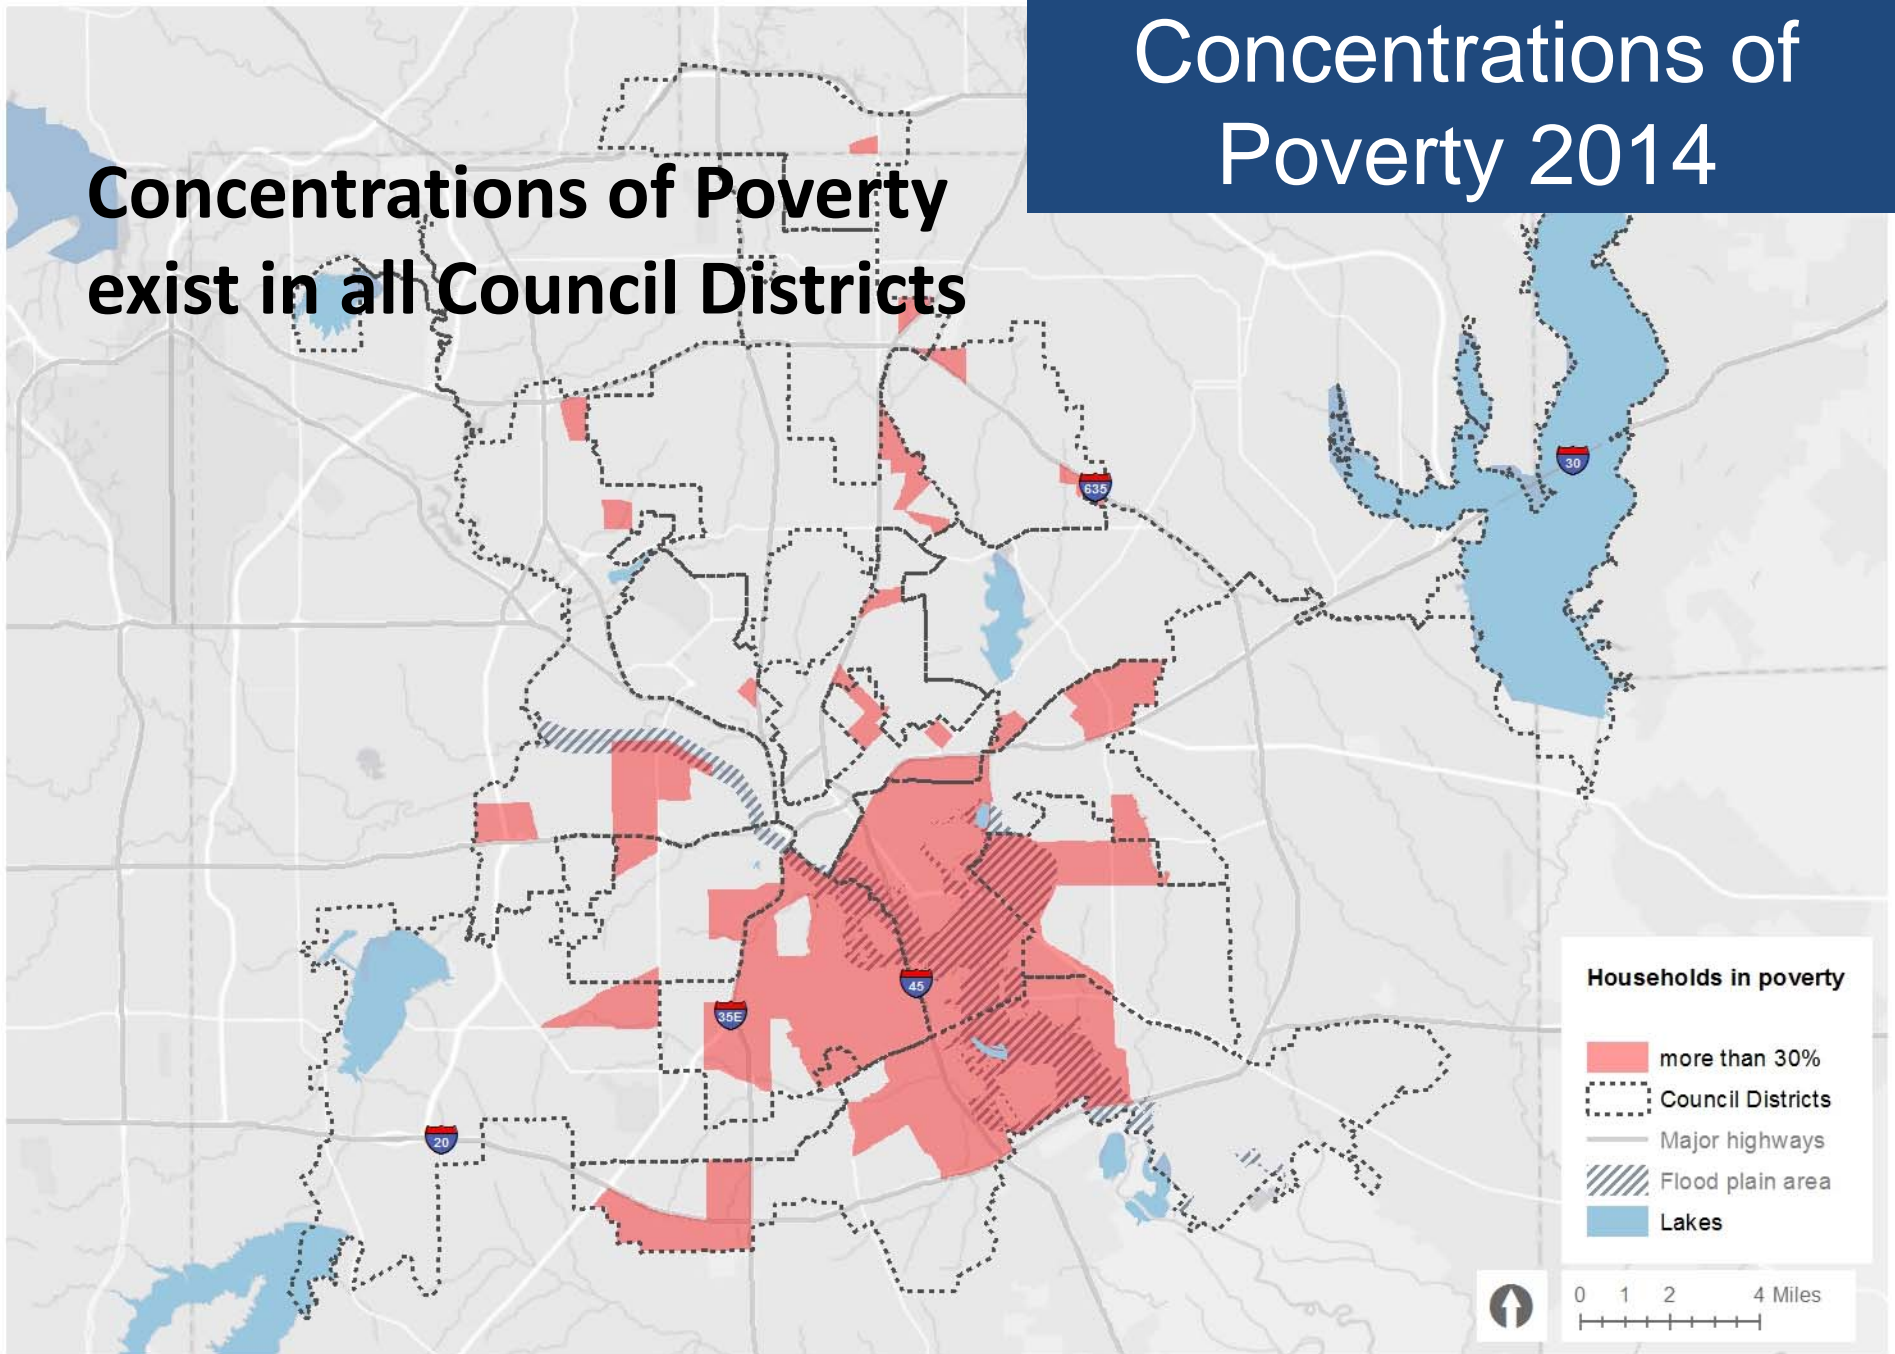 Concentrations of
Poverty 2014
Concentrations of Poverty
exist in all Council Districts
30
635
45
35E
20
Households in poverty
more than 30%
Council Districts
Major highways
Flood plain area
Lakes
0 1 2 4 Miles